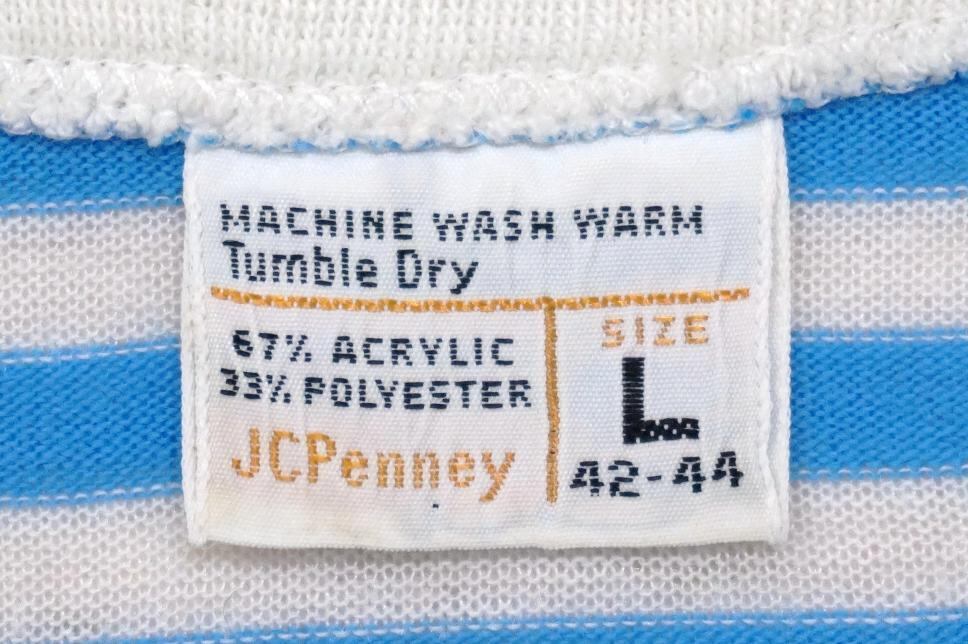 MACHINE WASH WARM
Tumble Dry
67% ACRYLIC
33% POLYESTER
JCPenney
SIZE
L
42-44